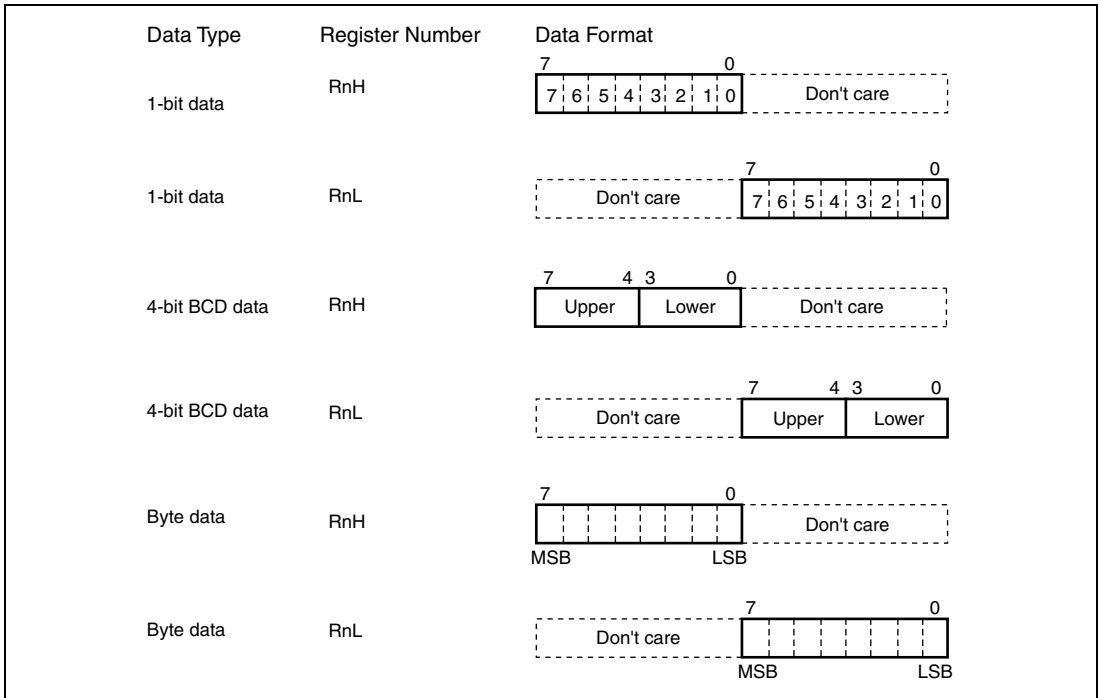 Data Type Register Number Data Format
7 0
1-bit data RnH 7 6 5 4 3 2 1 0 Don't care
7 0
1-bit data RnL Don't care 7 6 5 4 3 2 1 0
7 4 3 0
4-bit BCD data RnH Upper Lower Don't care
7 4 3 0
4-bit BCD data RnL Don't care Upper Lower
7 0
Byte data RnH Don't care
MSB LSB
7 0
Byte data RnL Don't care
MSB LSB